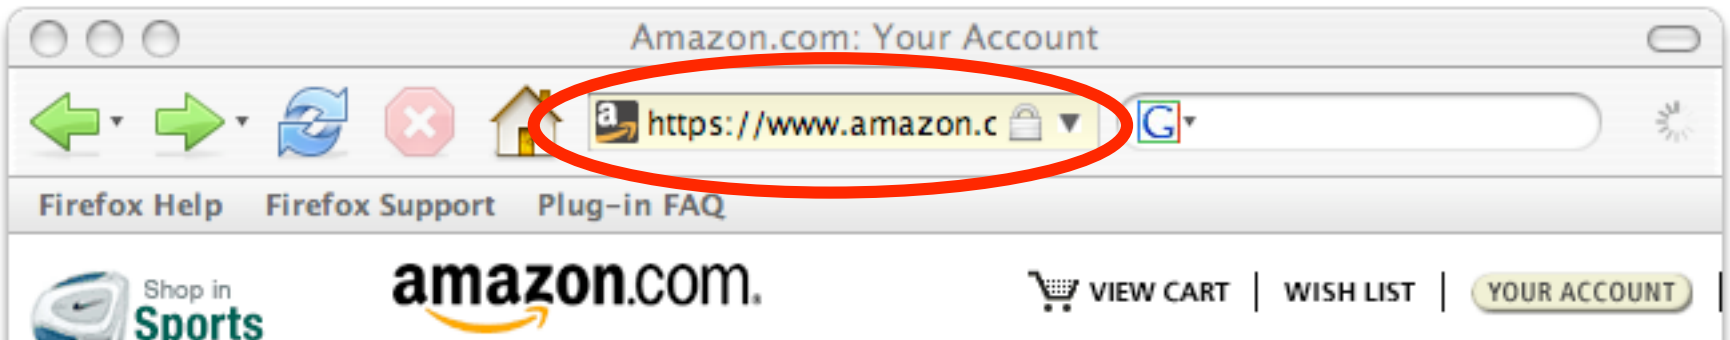 Amazon.com: Your Account
https://www.amazon.c
Firefox Help Firefox Support Plug-in FAQ
Shop in
Sports
amazon.com.
VIEW CART | WISH LIST | YOUR ACCOUNT |